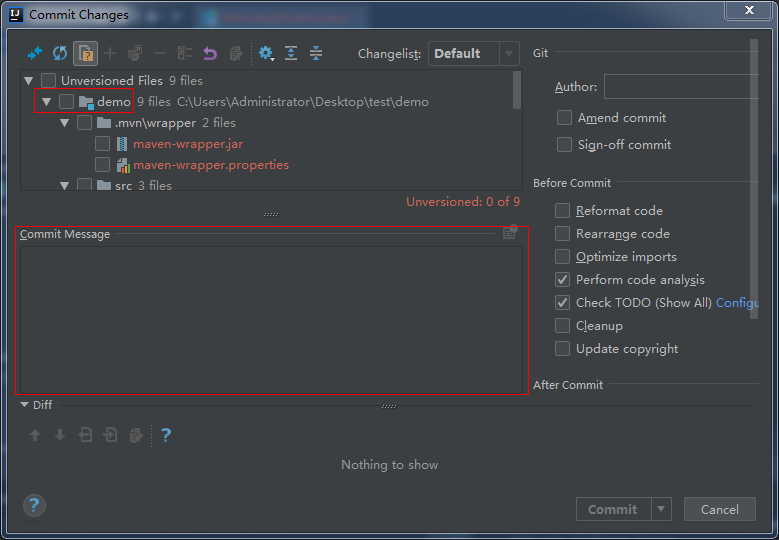 Commit Changes
Changelist: Default
Unversioned Files 9 files
demo 9 files C:\Users\Administrator\Desktop\test\demo
.mvn\wrapper 2 files
maven-wrapper.jar
maven-wrapper.properties
src 3 files
Unversioned: 0 of 9
Commit Message
Git
Author:
Amend commit
Sign-off commit
Before Commit
Reformat code
Rearrange code
Optimize imports
Perform code analysis
Check TODO (Show All) Configu
Cleanup
Update copyright
After Commit
Diff
Nothing to show
Commit
Cancel